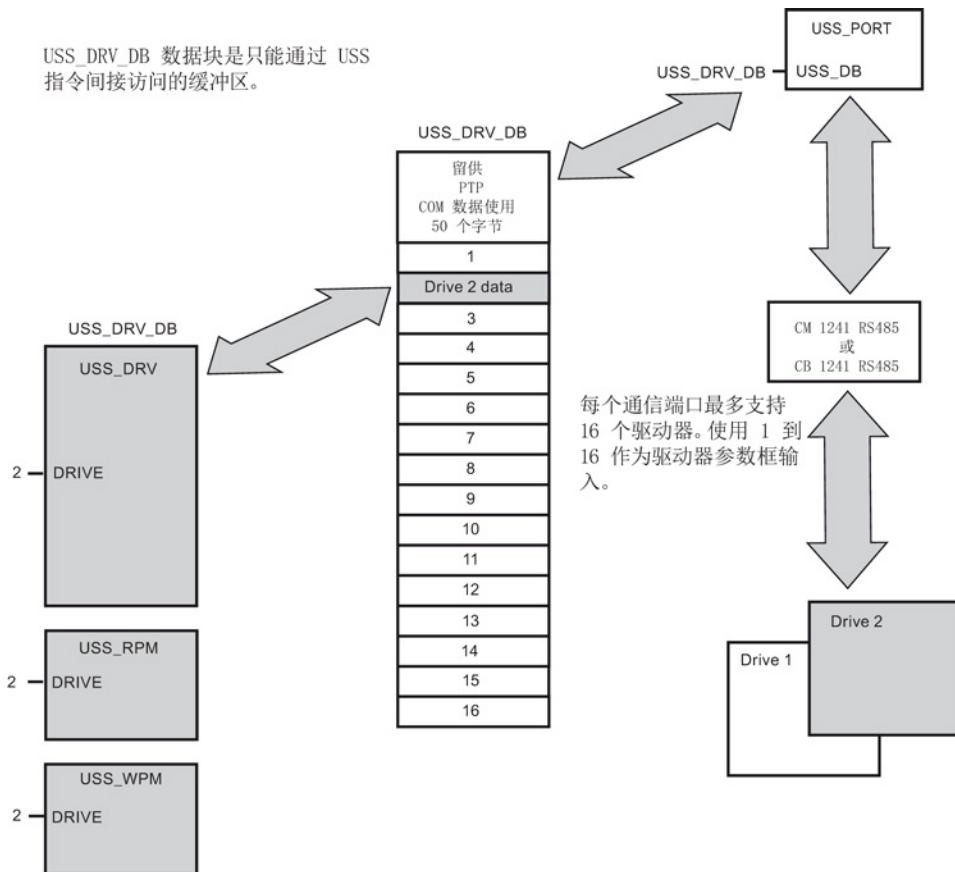 USS_DRV_DB 数据块是只能通过 USS
指令间接访问的缓冲区。
USS_PORT
USS_DRV_DB
USS_DB
USS_DRV_DB
留供
PTP
COM 数据使用
50 个字节
1
Drive 2 data
3
4
5
6
7
8
9
10
11
12
13
14
15
16
USS_DRV_DB
USS_DRV
2
DRIVE
USS_RPM
2
DRIVE
USS_WPM
2
DRIVE
CM 1241 RS485
或
CB 1241 RS485
每个通信端口最多支持
16 个驱动器。使用 1 到
16 作为驱动器参数框输
入。
Drive 2
Drive 1